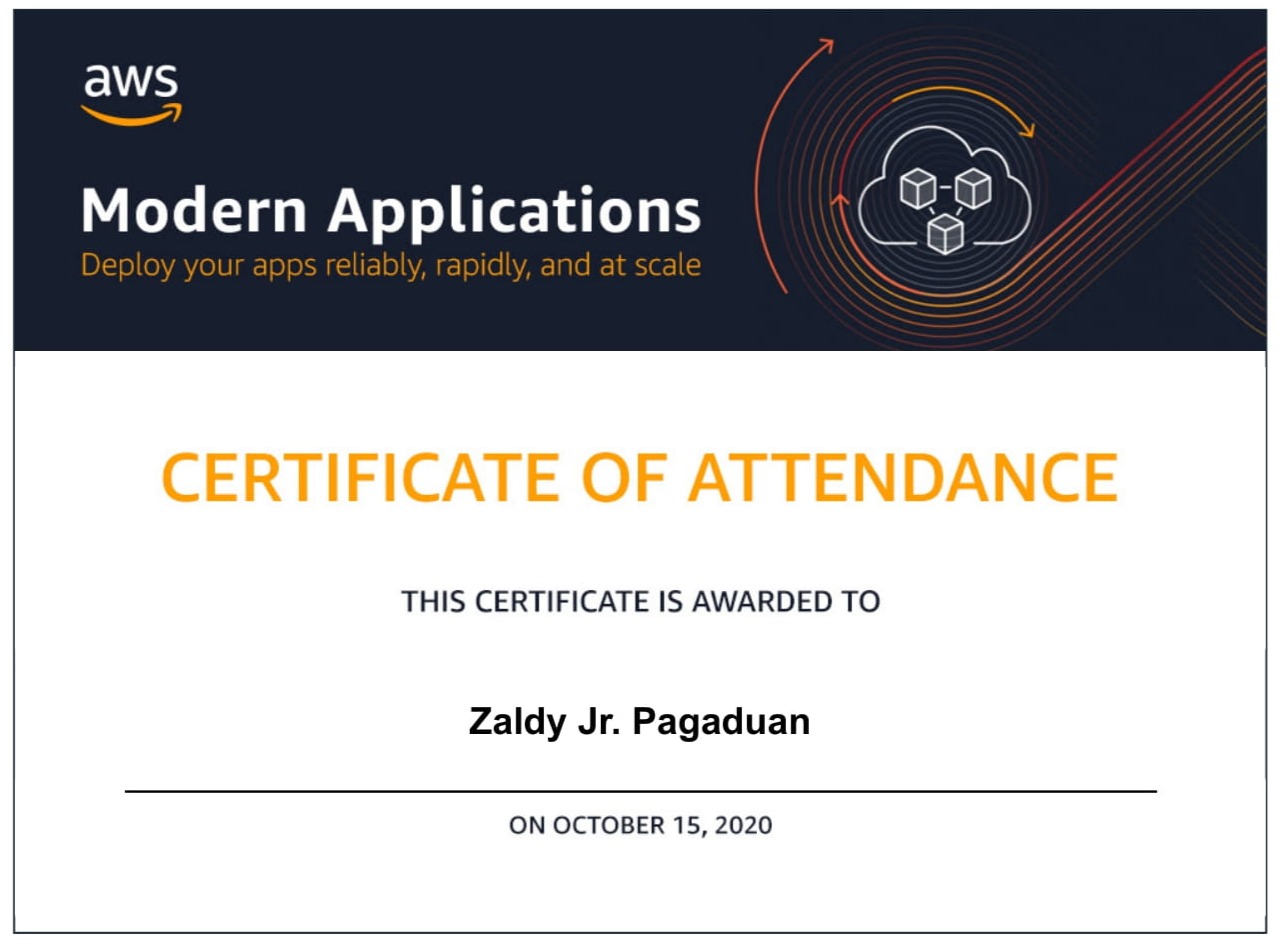 aws
Modern Applications
Deploy your apps reliably, rapidly, and at scale
CERTIFICATE OF ATTENDANCE
THIS CERTIFICATE IS AWARDED TO
Zaldy Jr. Pagaduan
ON OCTOBER 15, 2020